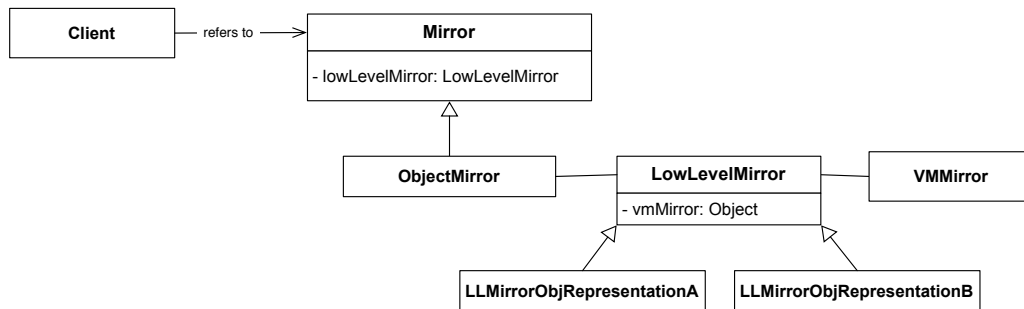 Client
refers to
Mirror
- lowLevelMirror: LowLevelMirror
ObjectMirror
LowLevelMirror
- vmMirror: Object
VMMirror
LLMirrorObjRepresentationA
LLMirrorObjRepresentationB